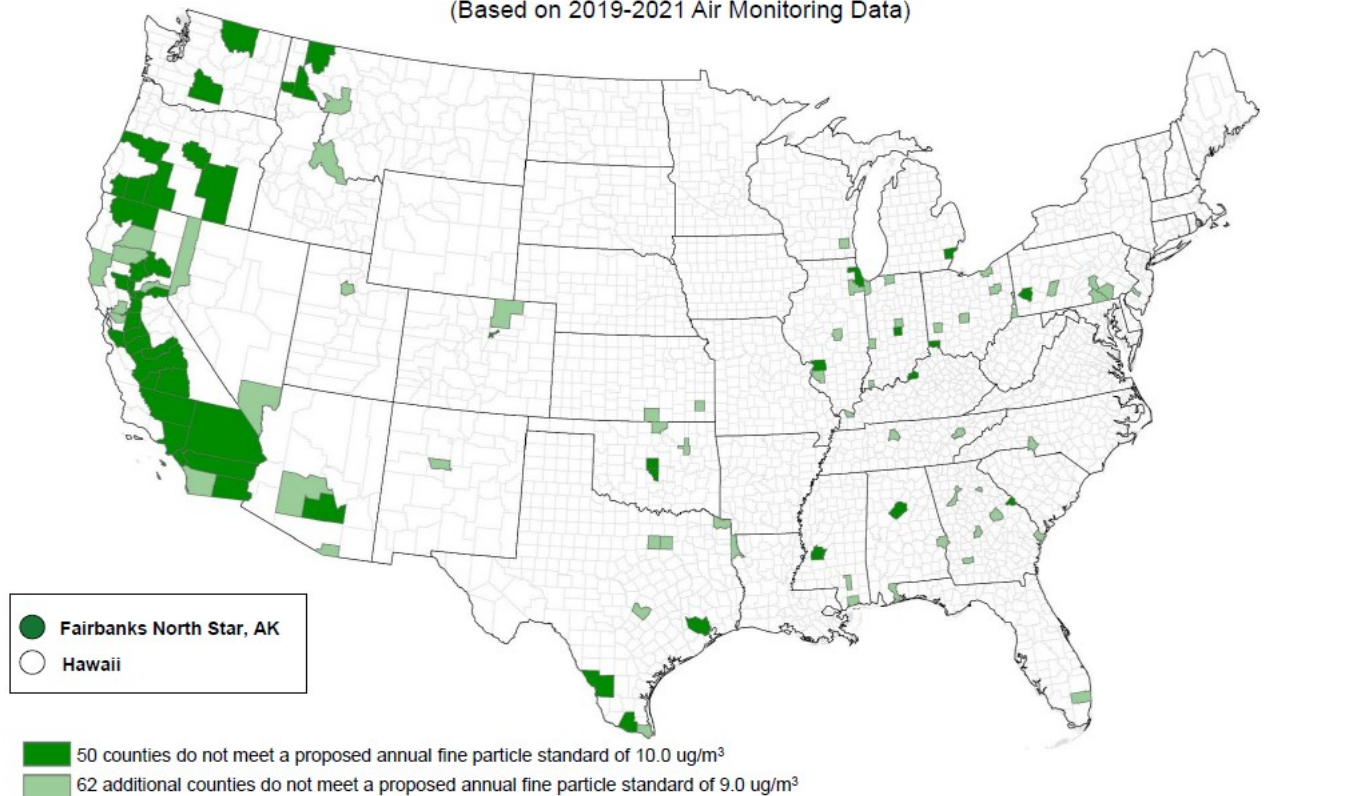 (Based on 2019-2021 Air Monitoring Data)
Fairbanks North Star, AK
Hawaii
50 counties do not meet a proposed annual fine particle standard of 10.0 ug/m³
62 additional counties do not meet a proposed annual fine particle standard of 9.0 ug/m³